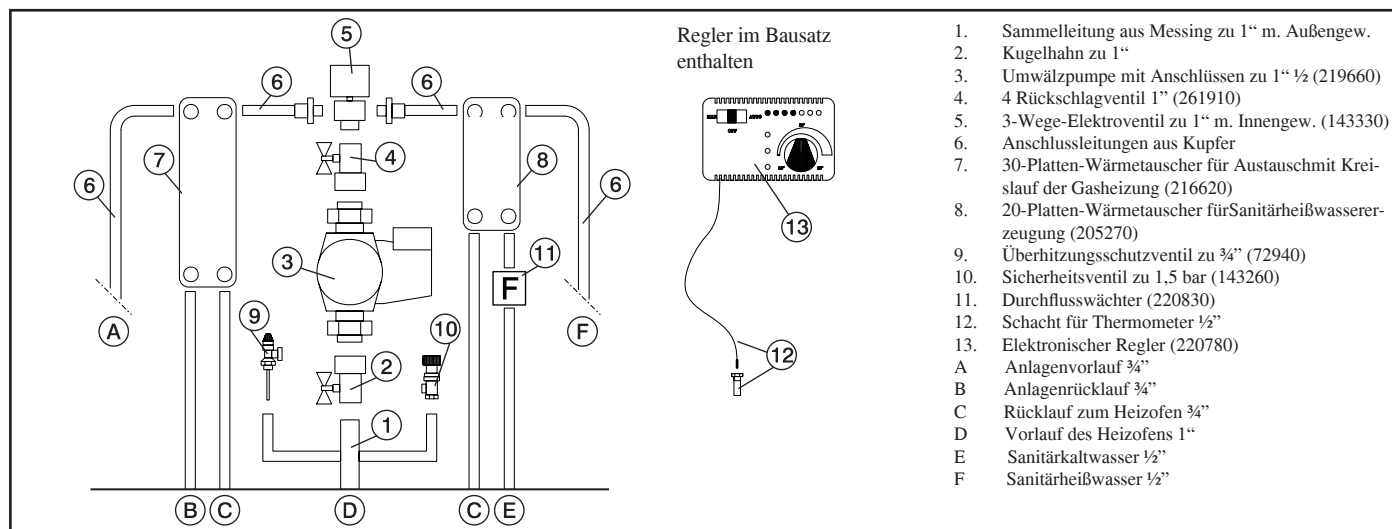 5
6
6
7
4
8
6
6
3
11
F
13
A
F
9
10
12
2
1
B
C
D
C
E
Regler im Bausatz
enthalten
MAN
OFF
AUTO
1. Sammelleitung aus Messing zu 1“ m. Außengew.
2. Kugelhahn zu 1“
3. Umwälzpumpe mit Anschlüssen zu 1“ ½ (219660)
4. 4 Rückschlagventil 1” (261910)
5. 3-Wege-Elektroventil zu 1“ m. Innengew. (143330)
6. Anschlussleitungen aus Kupfer
7. 30-Platten-Wärmetauscher für Austauschmit Krei-
slauf der Gasheizung (216620)
8. 20-Platten-Wärmetauscher fürSanitärheißwasserer-
zeugung (205270)
9. Überhitzungsschutzventil zu ¾” (72940)
10. Sicherheitsventil zu 1,5 bar (143260)
11. Durchflusswächter (220830)
12. Schacht für Thermometer ½”
13. Elektronischer Regler (220780)
A Anlagenvorlauf ¾”
B Anlagenrücklauf ¾”
C Rücklauf zum Heizofen ¾”
D Vorlauf des Heizofens 1“
E Sanitärkaltwasser ½”
F Sanitärheißwasser ½”